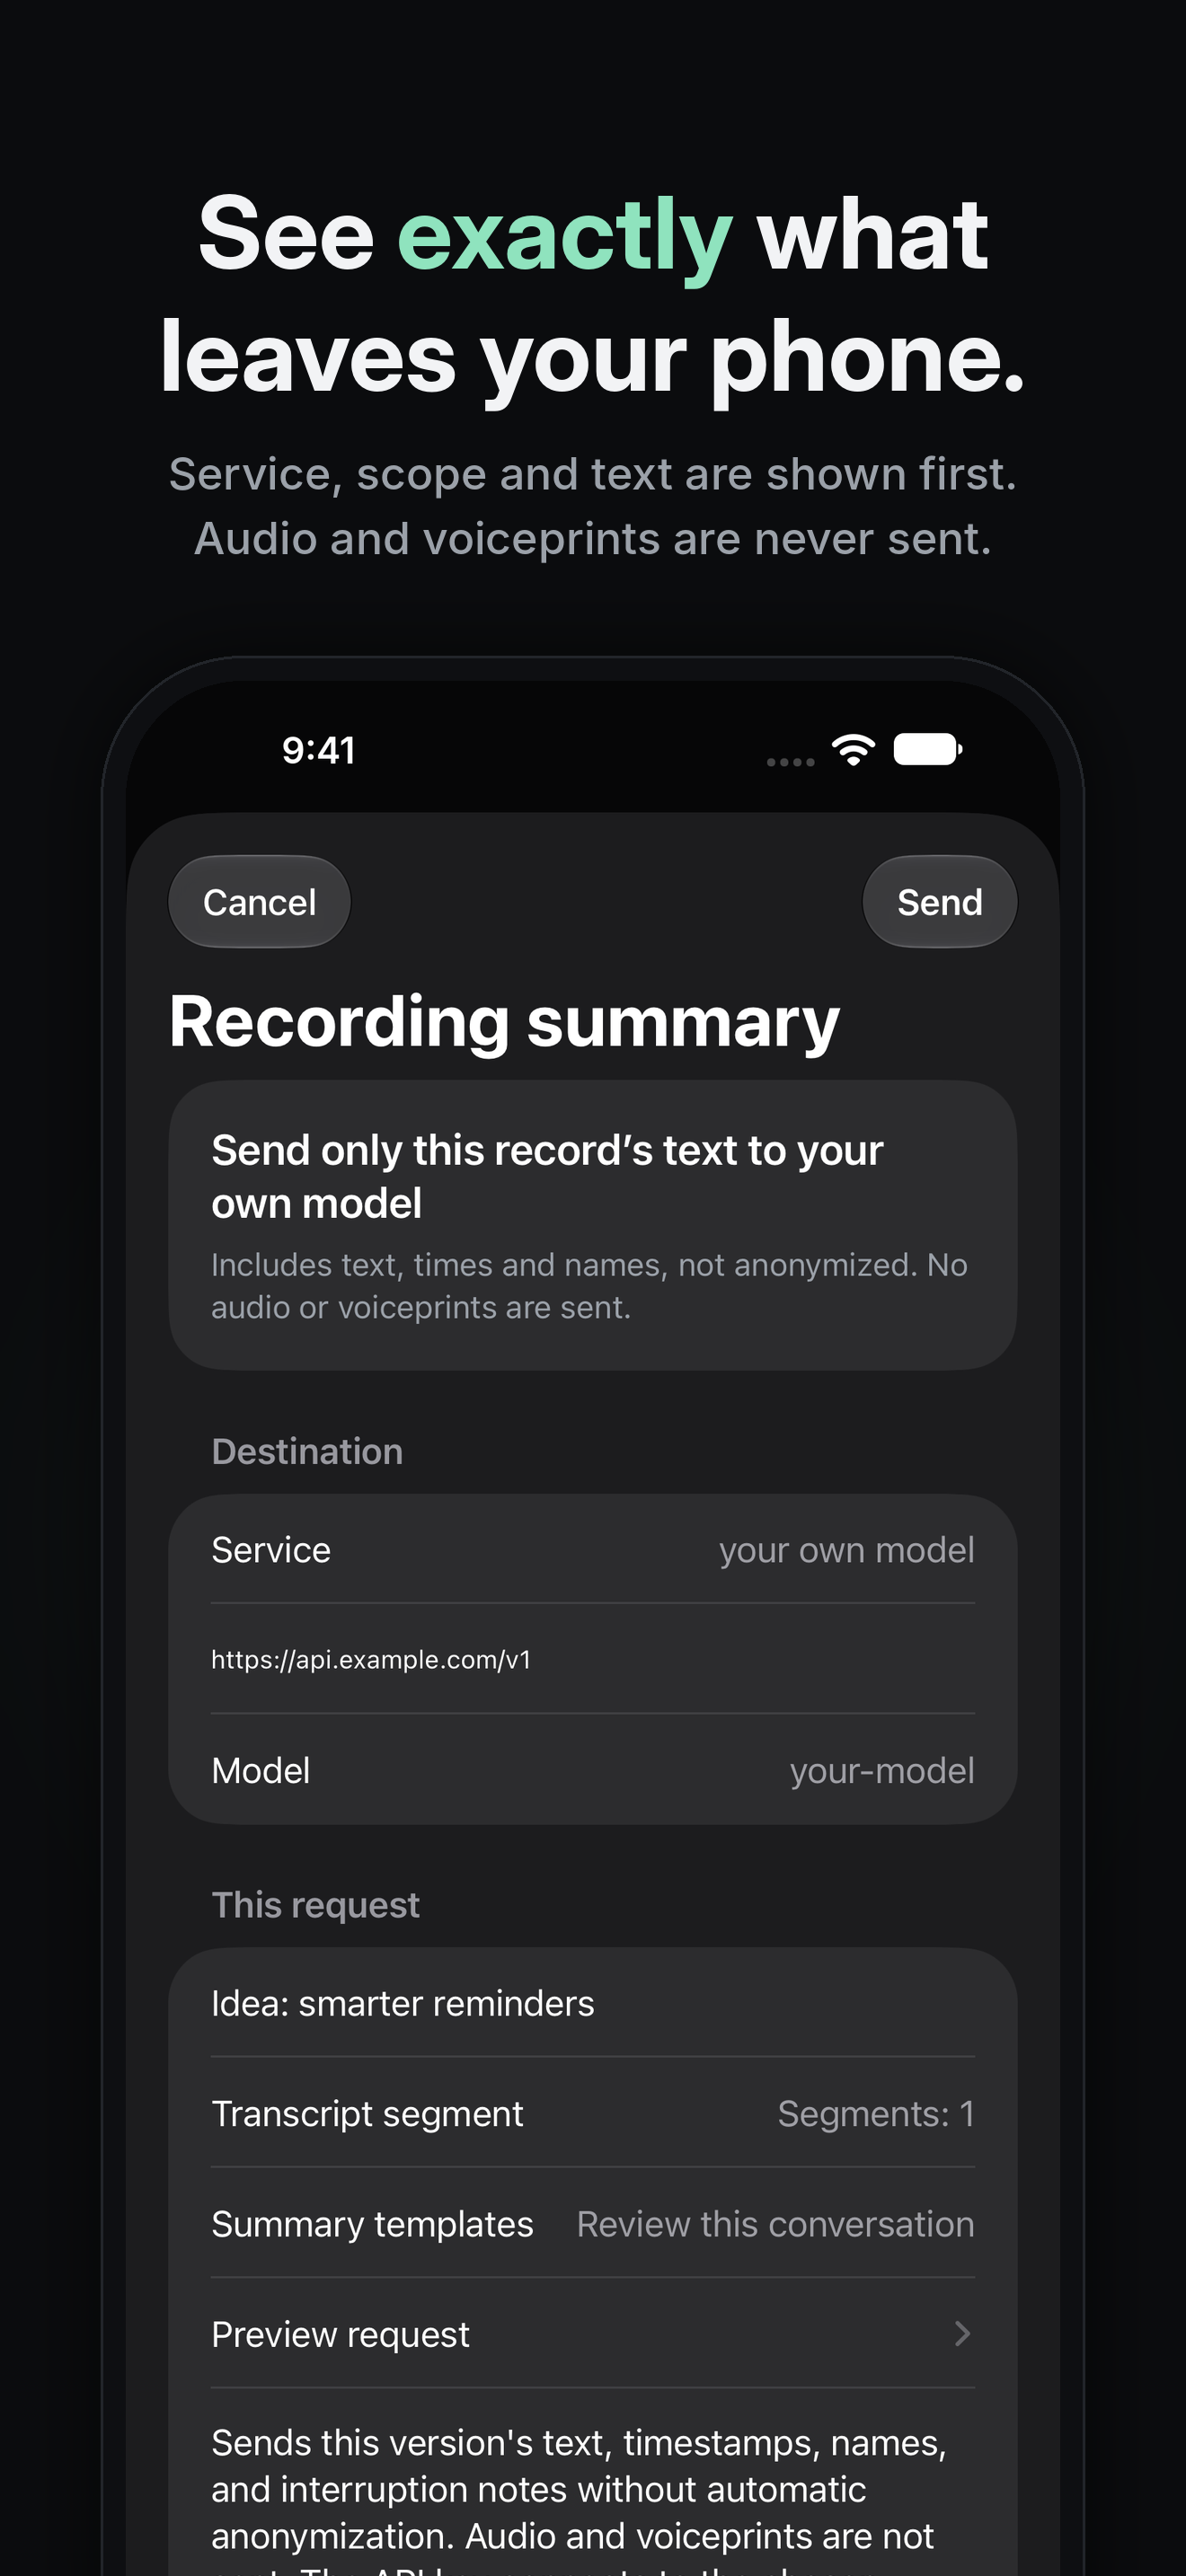 See exactly what
leaves your phone.
Service, scope and text are shown first.
Audio and voiceprints are never sent.
9:41
Cancel
Send
Recording summary
Send only this record’s text to your
own model
Includes text, times and names, not anonymized. No
audio or voiceprints are sent.
Destination
Service your own model
https://api.example.com/v1
Model your-model
This request
Idea: smarter reminders
Transcript segment Segments: 1
Summary templates Review this conversation
Preview request
Sends this version's text, timestamps, names,
and interruption notes without automatic
anonymization. Audio and voiceprints are not